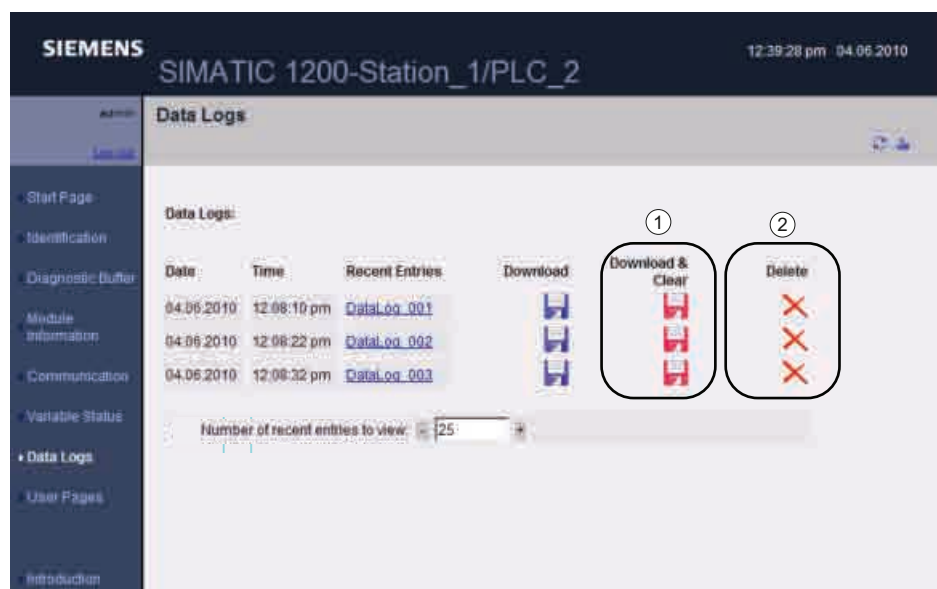 SIEMENS
SIMATIC 1200-Station_1/PLC_2
12:39:28 pm 04.06.2010
Admin
Log out
Data Logs
Start Page
Identification
Diagnostic Buffer
Module
Information
Communication
Variable Status
Data Logs
User Pages
Introduction
Data Logs:
1
2
Date Time Recent Entries Download Download & Clear Delete
04.06.2010 12:08:10 pm DataLog_001
04.06.2010 12:08:22 pm DataLog_002
04.06.2010 12:08:32 pm DataLog_003
Number of recent entries to view: - 25 +